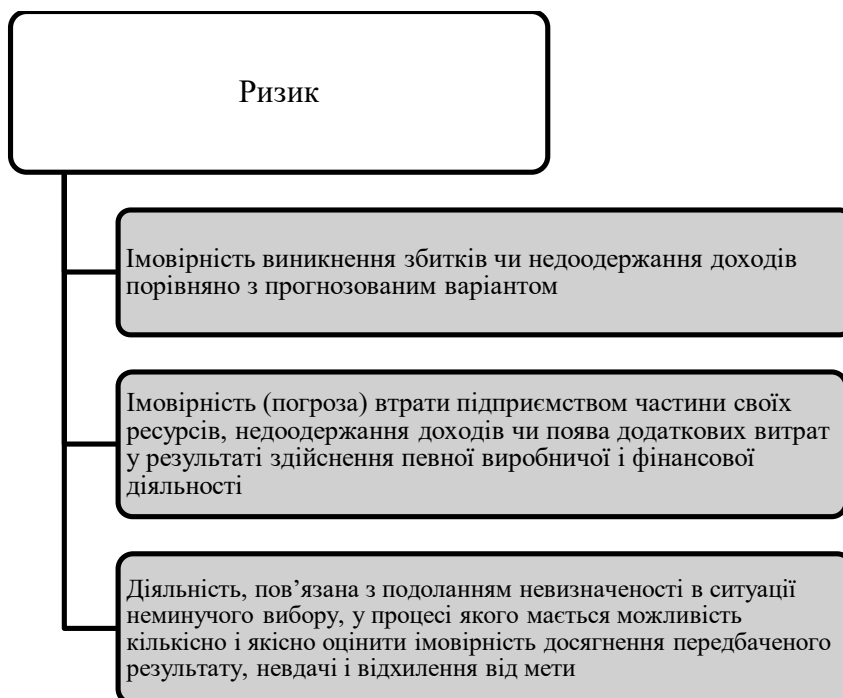 Ризик
Імовірність виникнення збитків чи недоодержання доходів
порівняно з прогнозованим варіантом
Імовірність (погроза) втрати підприємством частини своїх
ресурсів, недоодержання доходів чи поява додаткових витрат
у результаті здійснення певної виробничої і фінансової
діяльності
Діяльність, пов’язана з подоланням невизначеності в ситуації
неминучого вибору, у процесі якого мається можливість
кількісно і якісно оцінити імовірність досягнення передбаченого
результату, невдачі і відхилення від мети